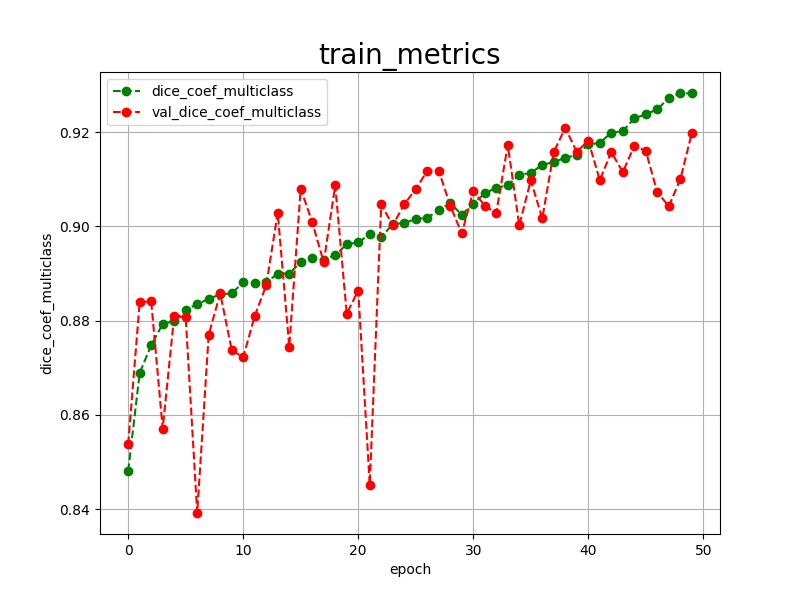 train_metrics
dice_coef_multiclass
val_dice_coef_multiclass
dice_coef_multiclass
0.92
0.90
0.88
0.86
0.84
0 10 20 30 40 50
epoch